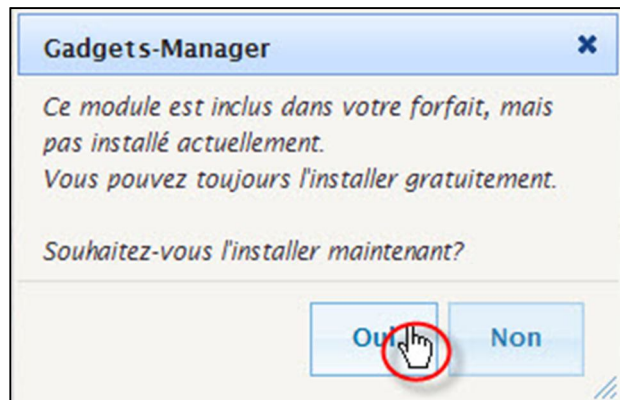 Gadgets-Manager
Ce module est inclus dans votre forfait, mais
pas installé actuellement.
Vous pouvez toujours l'installer gratuitement.
Souhaitez-vous l'installer maintenant?
Oui Non